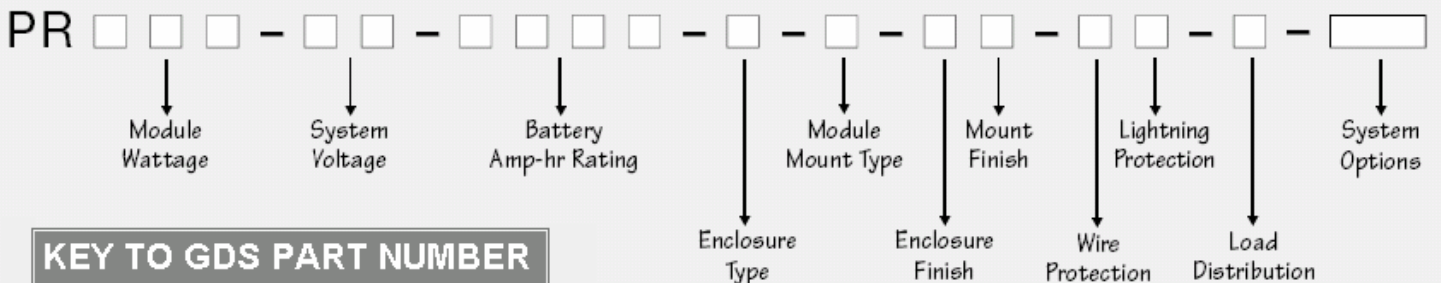 PR - - - - - - - -
Module
Wattage
System
Voltage
Battery
Amp-hr Rating
Module
Mount Type
Mount
Finish
Lightning
Protection
System
Options
Enclosure
Type
Enclosure
Finish
Wire
Protection
Load
Distribution
KEY TO GDS PART NUMBER